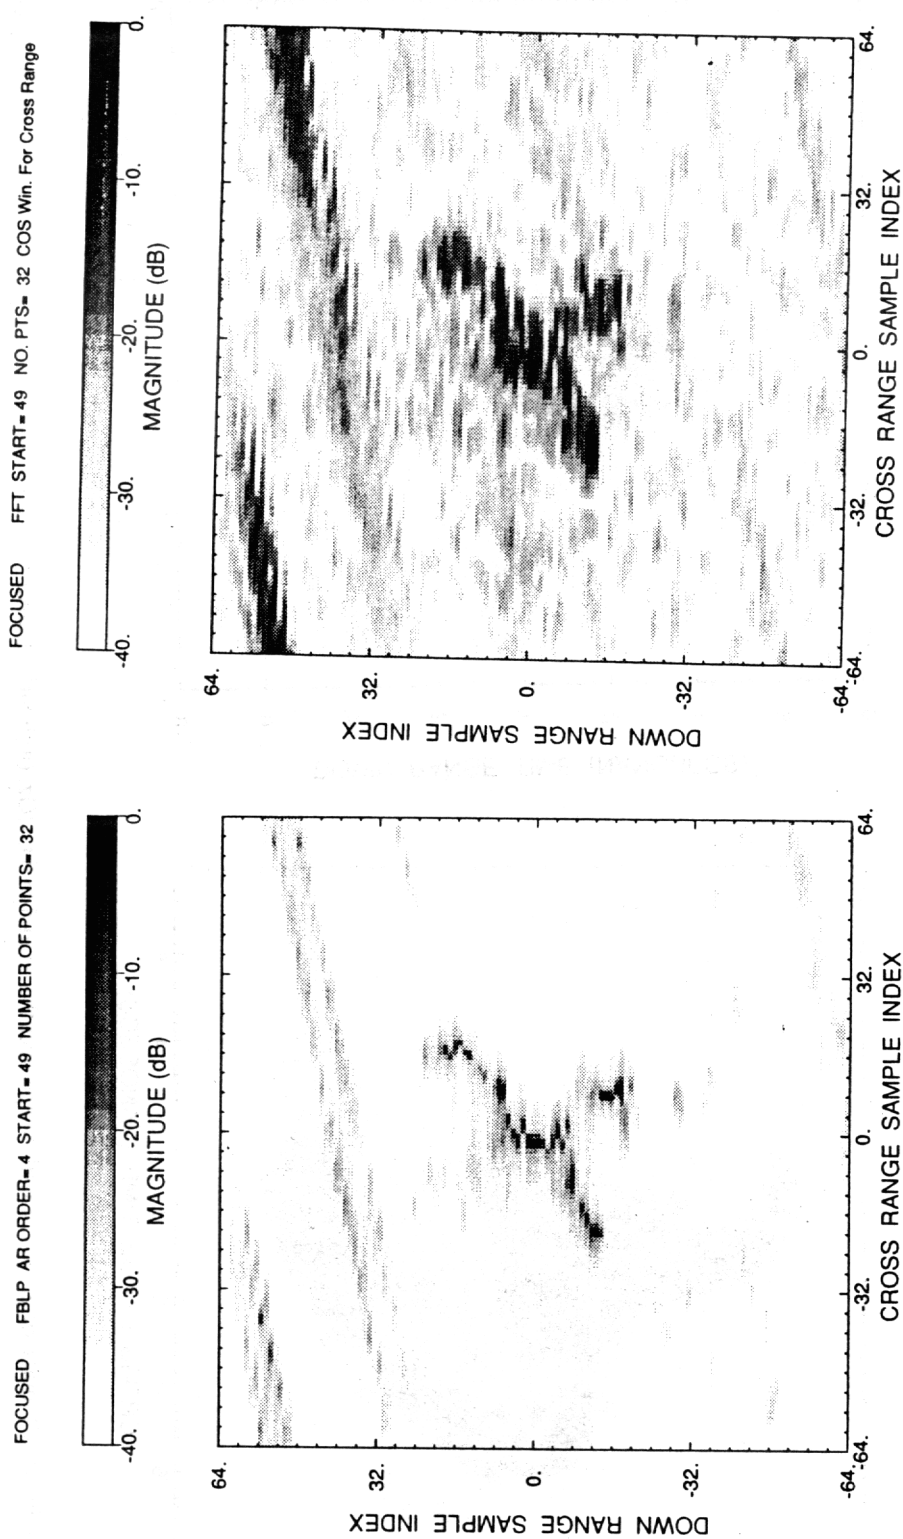 FOCUSED FBLP AR ORDER= 4 START= 49 NUMBER OF POINTS= 32
-40. -30. -20. -10. 0.
MAGNITUDE (dB)
64.
32.
0.
-32.
-64.
DOWN RANGE SAMPLE INDEX
-64. -32. 0. 32. 64.
CROSS RANGE SAMPLE INDEX
FOCUSED FFT START= 49 NO. PTS= 32 COS Win. For Cross Range
-40. -30. -20. -10. 0.
MAGNITUDE (dB)
64.
32.
0.
-32.
-64.
DOWN RANGE SAMPLE INDEX
-64. -32. 0. 32. 64.
CROSS RANGE SAMPLE INDEX